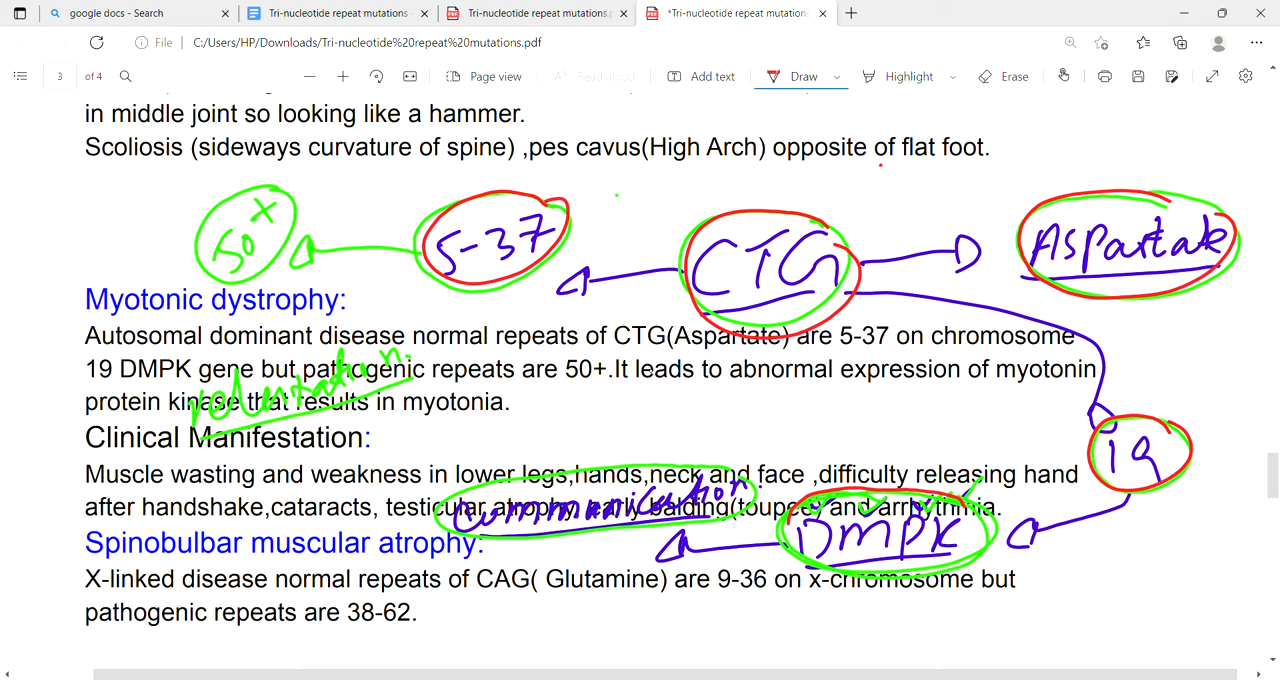 google docs - Search
Tri-nucleotide repeat mutations
Tri-nucleotide repeat mutations.
*Tri-nucleotide repeat mutations
File C:/Users/HP/Downloads/Tri-nucleotide%20repeat%20mutations.pdf
3 of 4 Page view Read aloud Add text Draw Highlight Erase
in middle joint so looking like a hammer.
Scoliosis (sideways curvature of spine) ,pes cavus(High Arch) opposite of flat foot.
50+ 5-37 CTG Aspartate
Myotonic dystrophy:
Autosomal dominant disease normal repeats of CTG(Aspartate) are 5-37 on chromosome
19 DMPK gene but pathogenic repeats are 50+.It leads to abnormal expression of myotonin
protein kinase that results in myotonia.
Clinical Manifestation:
19
Muscle wasting and weakness in lower legs,hands,neck and face ,difficulty releasing hand
after handshake,cataracts, testicular atrophy, early balding(toupee) and arrhythmia.
Communication DMPK
Spinobulbar muscular atrophy:
X-linked disease normal repeats of CAG( Glutamine) are 9-36 on x-chromosome but
pathogenic repeats are 38-62.